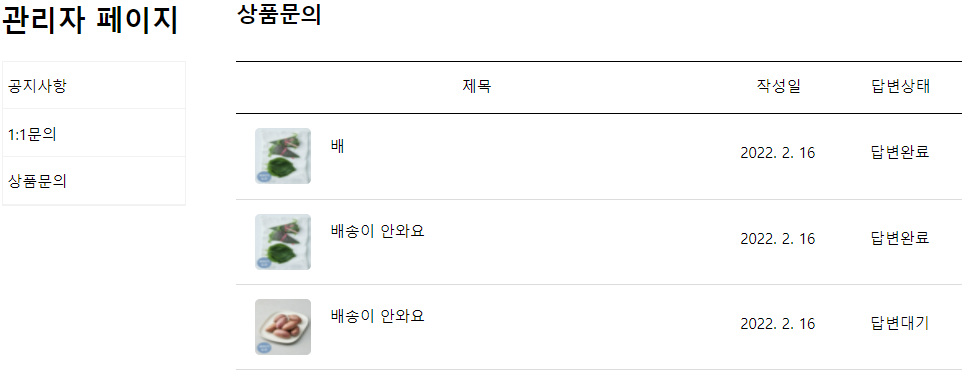 관리자 페이지
공지사항
1:1문의
상품문의
상품문의
제목 작성일 답변상태
배 2022. 2. 16 답변완료
배송이 안와요 2022. 2. 16 답변완료
배송이 안와요 2022. 2. 16 답변대기